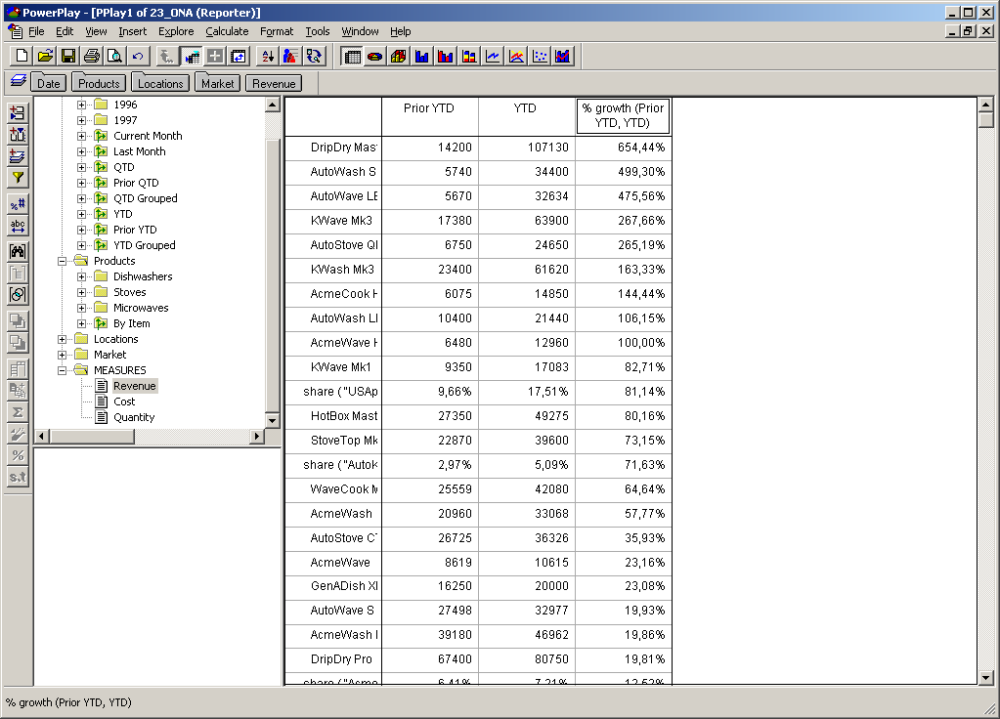 PowerPlay - [PPlay1 of 23_ONA (Reporter)]
File Edit View Insert Explore Calculate Format Tools Window Help
Date Products Locations Market Revenue
1996
1997
Current Month
Last Month
QTD
Prior QTD
QTD Grouped
YTD
Prior YTD
YTD Grouped
Products
Dishwashers
Stoves
Microwaves
By Item
Locations
Market
MEASURES
Revenue
Cost
Quantity
%#
abc
Σ
%
s.t
Prior YTD YTD % growth (Prior
YTD, YTD)
DripDry Mas 14200 107130 654,44%
AutoWash S 5740 34400 499,30%
AutoWave LE 5670 32634 475,56%
KWave Mk3 17380 63900 267,66%
AutoStove 6750 24650 265,19%
KWash Mk3 23400 61620 163,33%
AcmeCook 6075 14850 144,44%
AutoWash 10400 21440 106,15%
AcmeWave 6480 12960 100,00%
KWave Mk1 9350 17083 82,71%
share ("USAp 9,66% 17,51% 81,14%
HotBox Mast 27350 49275 80,16%
StoveTop Mk 22870 39600 73,15%
share ("Autok 2,97% 5,09% 71,63%
WaveCook 25559 42080 64,64%
AcmeWash 20960 33068 57,77%
AutoStove 26725 36326 35,93%
AcmeWave 8619 10615 23,16%
GenADish 16250 20000 23,08%
AutoWave S 27498 32977 19,93%
AcmeWash 39180 46962 19,86%
DripDry Pro 67400 80750 19,81%
share ("Acme 6,41% 7,21% 12,52%
% growth (Prior YTD, YTD)